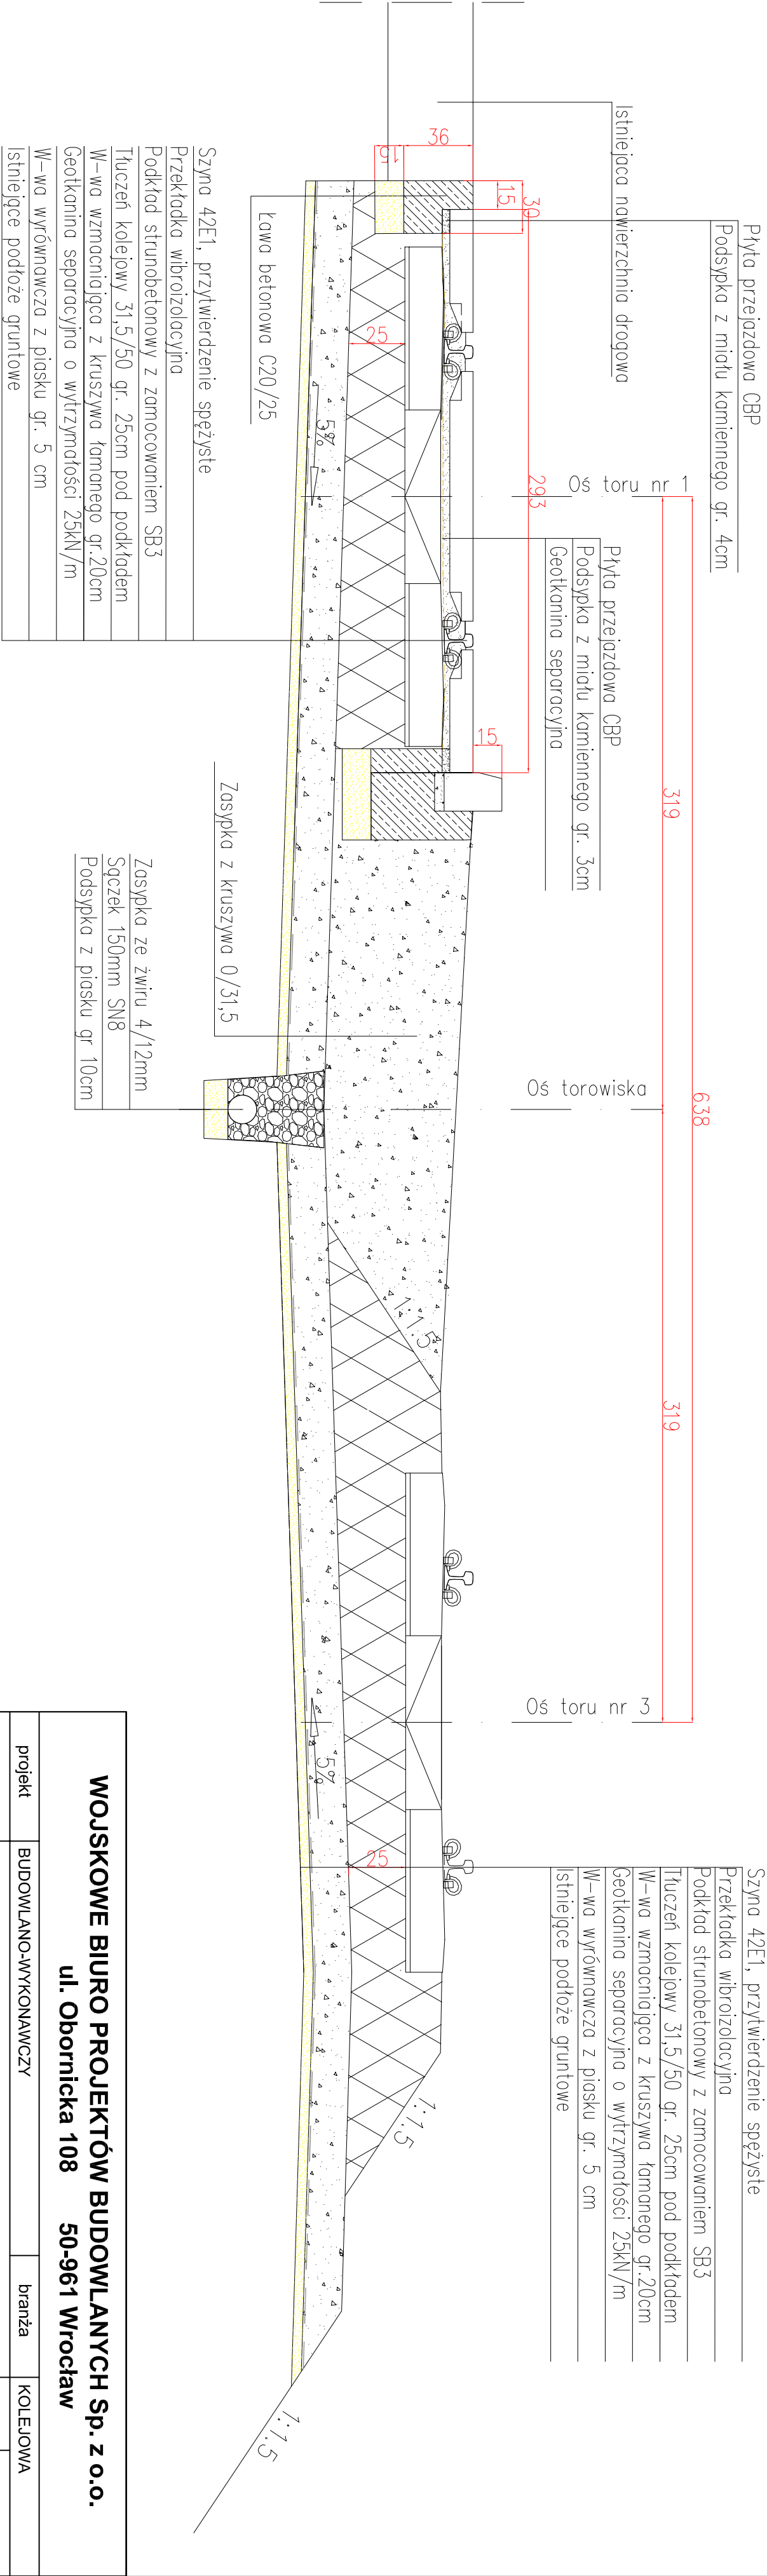 Płyta przejazdowa CBP
Podsypka z miału kamiennego gr. 4cm
Istniejaca nawierzchnia drogowa
Oś toru nr 1
Płyta przejazdowa CBP
Podsypka z miału kamiennego gr. 3cm
Geotkanina separacyjna
638
319
319
Oś torowiska
Oś toru nr 3
36
15
15
30
293
15
25
25
5%
5%
1:1.5
1:1.5
1:1.5
Ława betonowa C20/25
Szyna 42E1, przytwierdzenie spężyste
Przekładka wibroizolacyjna
Podkład strunobetonowy z zamocowaniem SB3
Tłuczeń kolejowy 31,5/50 gr. 25cm pod podkładem
W-wa wzmacniająca z kruszywa łamanego gr.20cm
Geotkanina separacyjna o wytrzymałości 25kN/m
W-wa wyrównawcza z piasku gr. 5 cm
Istniejące podłoże gruntowe
Zasypka z kruszywa 0/31,5
Zasypka ze żwiru 4/12mm
Sączek 150mm SN8
Podsypka z piasku gr 10cm
Szyna 42E1, przytwierdzenie spężyste
Przekładka wibroizolacyjna
Podkład strunobetonowy z zamocowaniem SB3
Tłuczeń kolejowy 31,5/50 gr. 25cm pod podkładem
W-wa wzmacniająca z kruszywa łamanego gr.20cm
Geotkanina separacyjna o wytrzymałości 25kN/m
W-wa wyrównawcza z piasku gr. 5 cm
Istniejące podłoże gruntowe
WOJSKOWE BIURO PROJEKTÓW BUDOWLANYCH Sp. z o.o.
ul. Obornicka 108 50-961 Wrocław
projekt BUDOWLANO-WYKONAWCZY branża KOLEJOWA